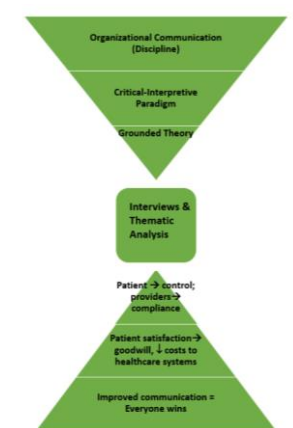 Organizational Communication
(Discipline)
Critical-Interpretive
Paradigm
Grounded Theory
Interviews &
Thematic
Analysis
Patient → control;
providers→
compliance
Patient satisfaction→
goodwill, ↓ costs to
healthcare systems
Improved communication =
Everyone wins